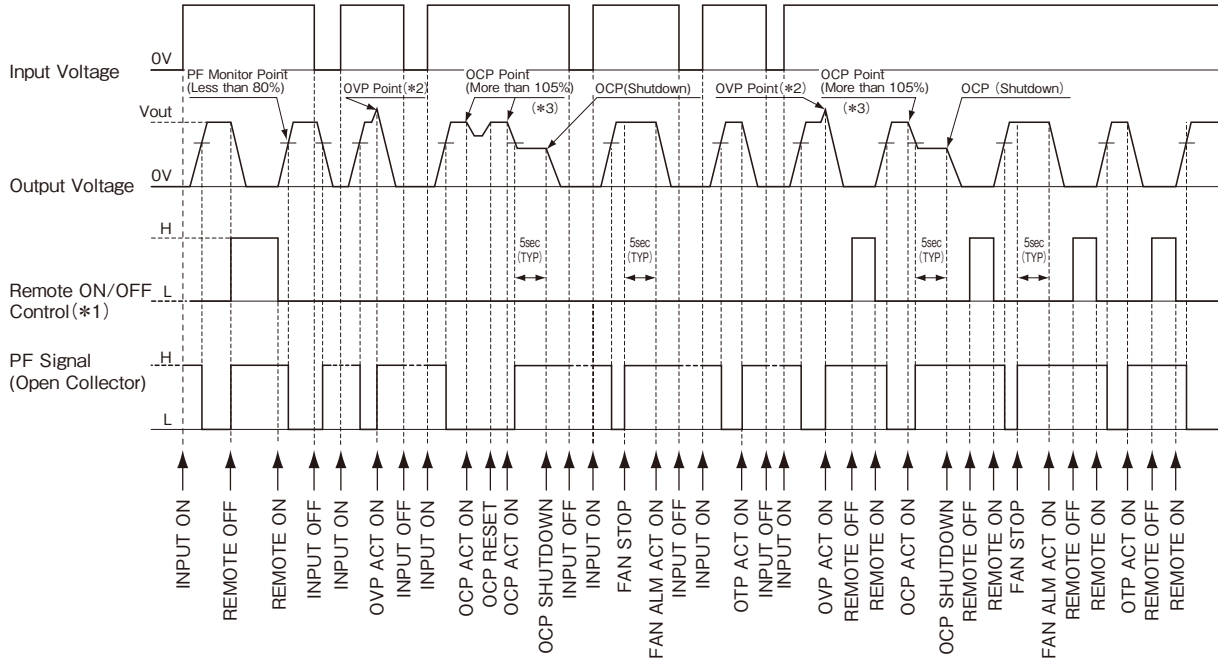 Input Voltage
0V
PF Monitor Point
(Less than 80%)
OVP Point(*2)
OCP Point
(More than 105%)
(*3)
OCP(Shutdown)
OVP Point(*2)
OCP Point
(More than 105%)
(*3)
OCP (Shutdown)
Vout
Output Voltage
0V
H
Remote ON/OFF
Control(*1)
L
5sec
(TYP)
5sec
(TYP)
5sec
(TYP)
5sec
(TYP)
PF Signal
(Open Collector)
H
L
INPUT ON
REMOTE OFF
REMOTE ON
INPUT OFF
INPUT ON
OVP ACT ON
INPUT OFF
INPUT ON
OCP ACT ON
OCP RESET
OCP ACT ON
OCP SHUTDOWN
INPUT OFF
INPUT ON
FAN STOP
FAN ALM ACT ON
INPUT OFF
INPUT ON
OTP ACT ON
INPUT OFF
INPUT ON
OVP ACT ON
REMOTE OFF
REMOTE ON
OCP ACT ON
OCP SHUTDOWN
REMOTE OFF
REMOTE ON
FAN STOP
FAN ALM ACT ON
REMOTE OFF
REMOTE ON
OTP ACT ON
REMOTE OFF
REMOTE ON